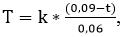 T = k* (0,09−t)/0,06,